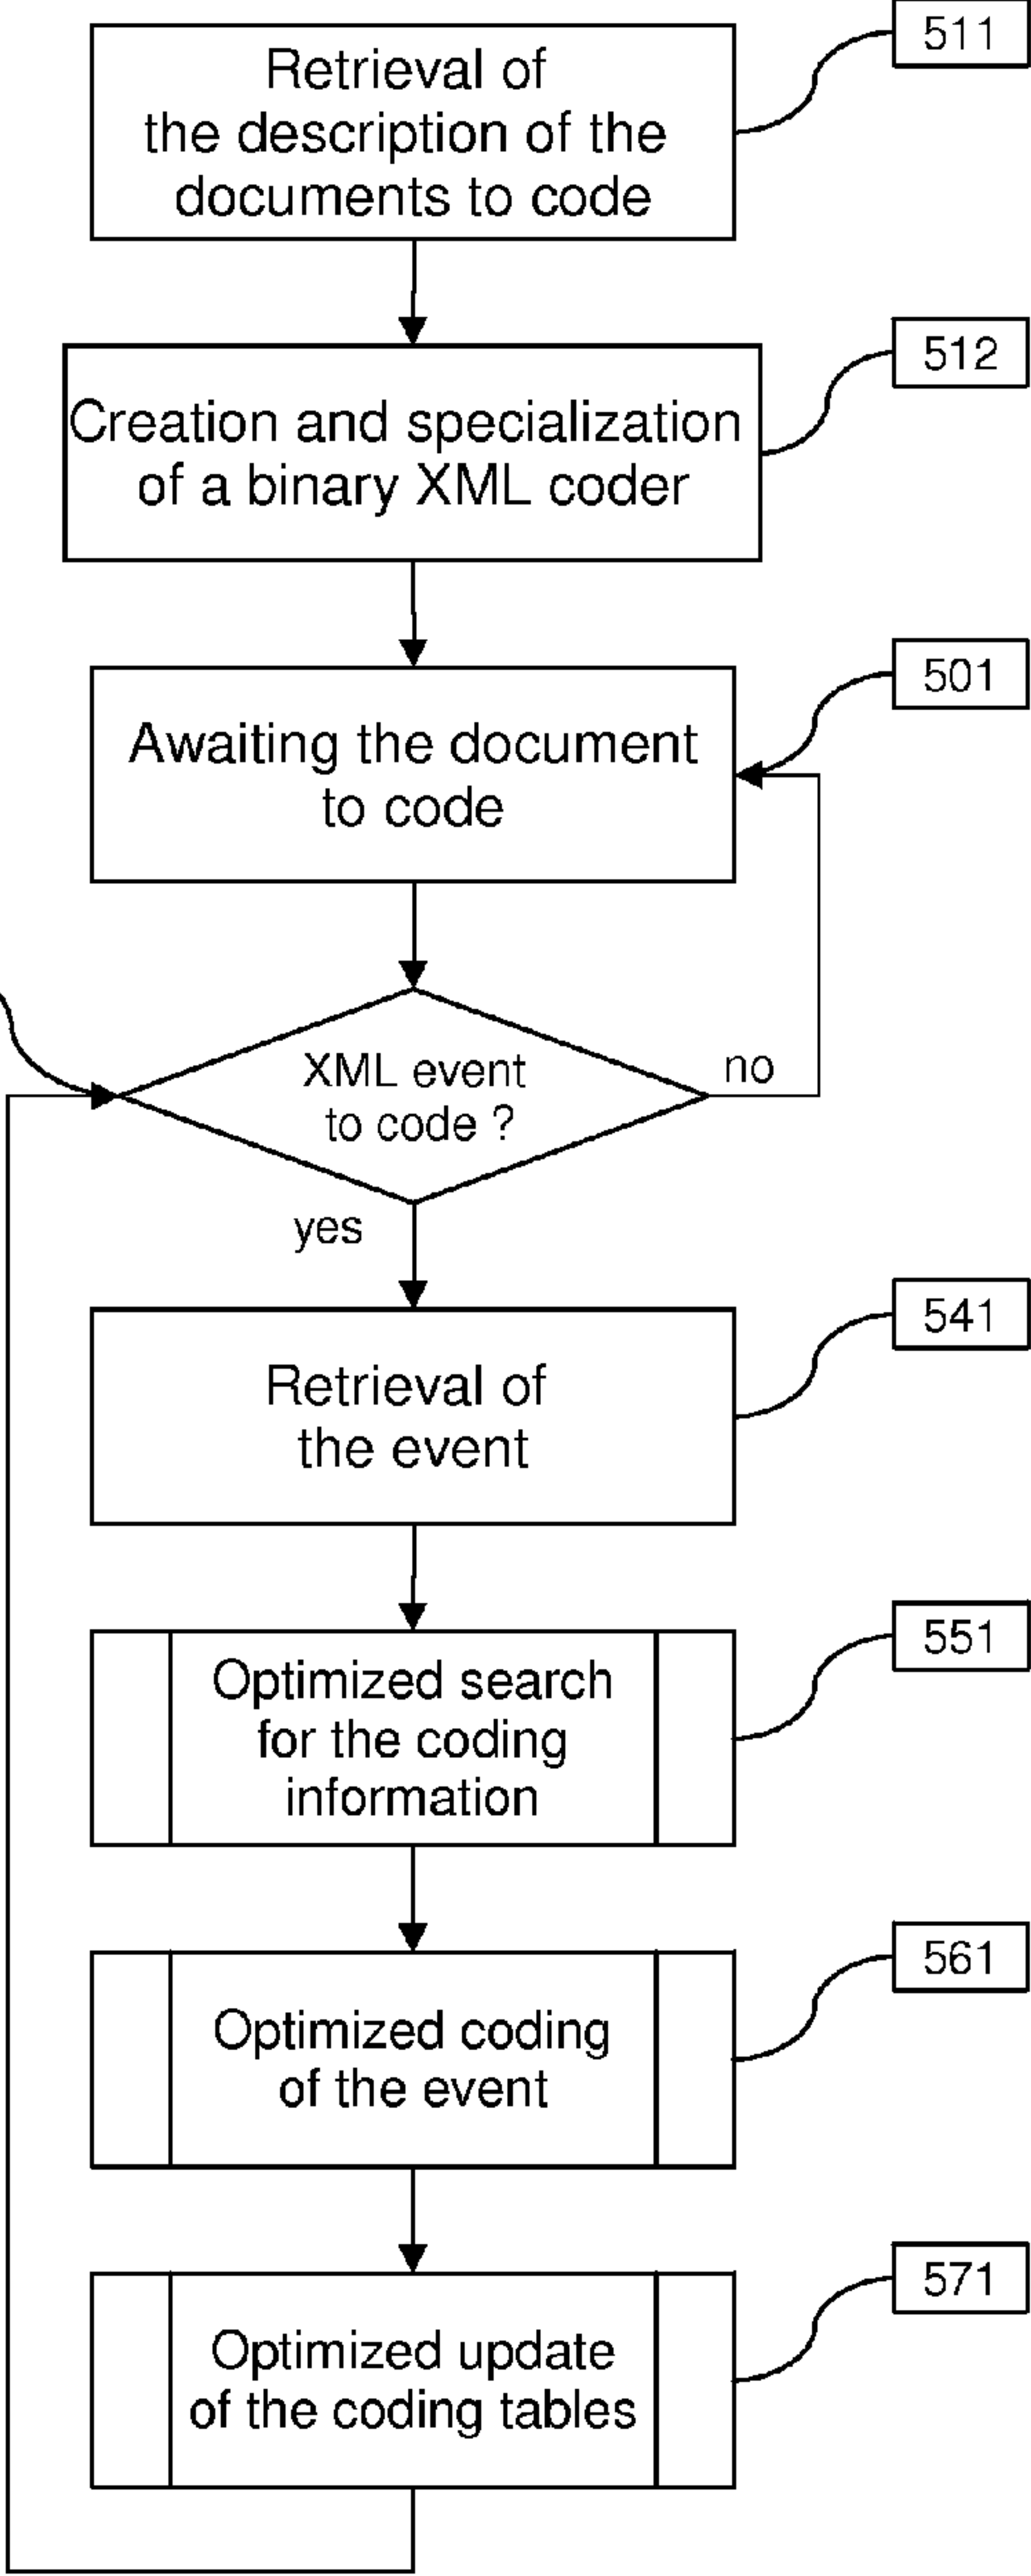 511
Retrieval of
the description of the
documents to code
512
Creation and specialization
of a binary XML coder
501
Awaiting the document
to code
XML event
to code ?
no
yes
541
Retrieval of
the event
551
Optimized search
for the coding
information
561
Optimized coding
of the event
571
Optimized update
of the coding tables